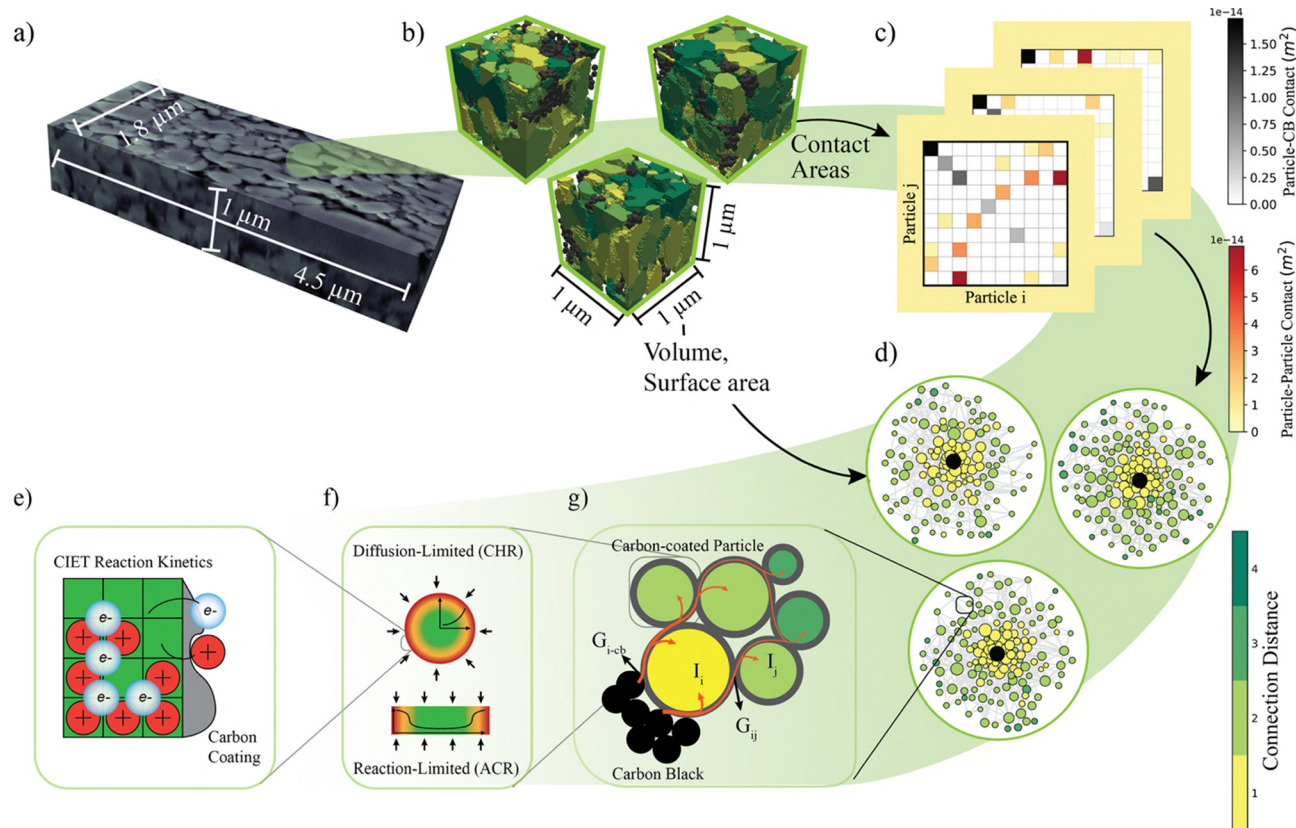 a)
1.8 µm
1 µm
4.5 µm
b)
1 µm
1 µm
1 µm
Volume,
Surface area
Contact
Areas
c)
Particle j
Particle i
1e-14
1.50
1.25
1.00
0.75
0.50
0.25
0.00
Particle-CB Contact (m²)
1e-14
6
5
4
3
2
1
0
Particle-Particle Contact (m²)
d)
4
3
2
1
Connection Distance
e)
CIET Reaction Kinetics
e-
e-
e-
e-
e-
+
+
+
+
+
+
+
+
Carbon
Coating
f)
Diffusion-Limited (CHR)
Reaction-Limited (ACR)
g)
Carbon-coated Particle
G_i-cb
I_i
I_j
G_ij
Carbon Black